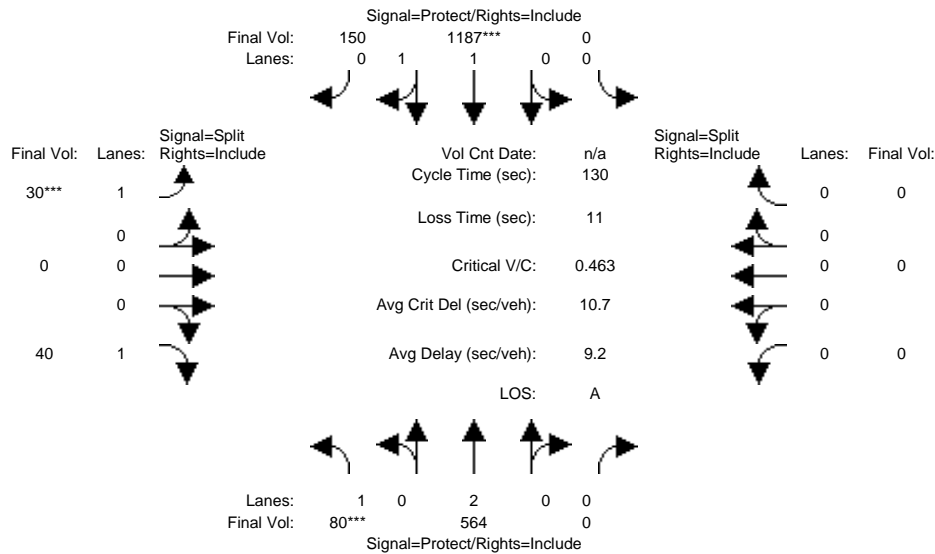 Signal=Protect/Rights=Include
Final Vol: 150 1187*** 0
Lanes: 0 1 1 0 0
Signal=Split Signal=Split
Final Vol: Lanes: Rights=Include Vol Cnt Date: n/a Rights=Include Lanes: Final Vol:
Cycle Time (sec): 130
30*** 1 0 0
Loss Time (sec): 11
0 0
0 0 Critical V/C: 0.463 0 0
0 Avg Crit Del (sec/veh): 10.7 0
40 1 Avg Delay (sec/veh): 9.2 0 0
LOS: A
Lanes: 1 0 2 0 0
Final Vol: 80*** 564 0
Signal=Protect/Rights=Include